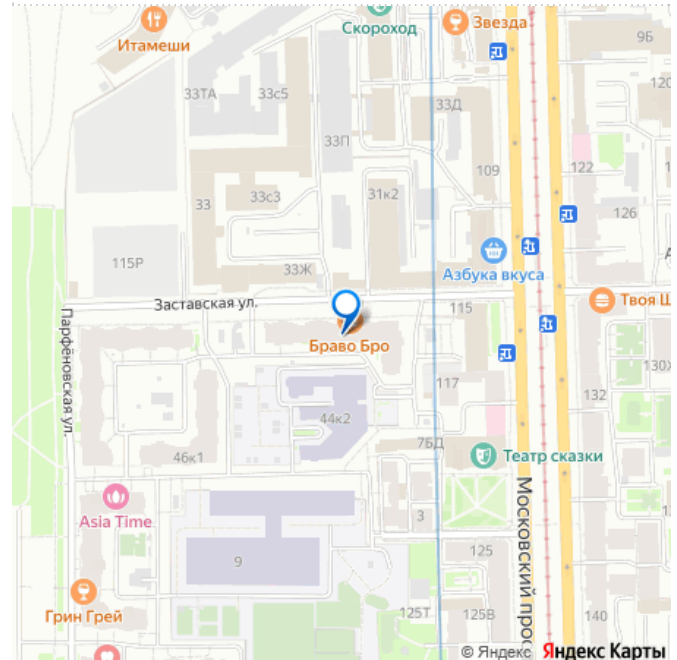 Скороход
Звезда
Итамеши
9Б
33ТА
33с5
120
33Д
33П
109
122
33с3
31к2
33
126
115Р
33Ж
Азбука вкуса
Заставская ул.
115
Твоя Ш
Парфёновская ул.
Браво Бро
117
130Ж
132
44к2
7БД
46к1
Театр сказки
Asia Time
3
Московский прос
125
9
Грин Грей
125Т
125В
140
© Яндекс Яндекс Карты